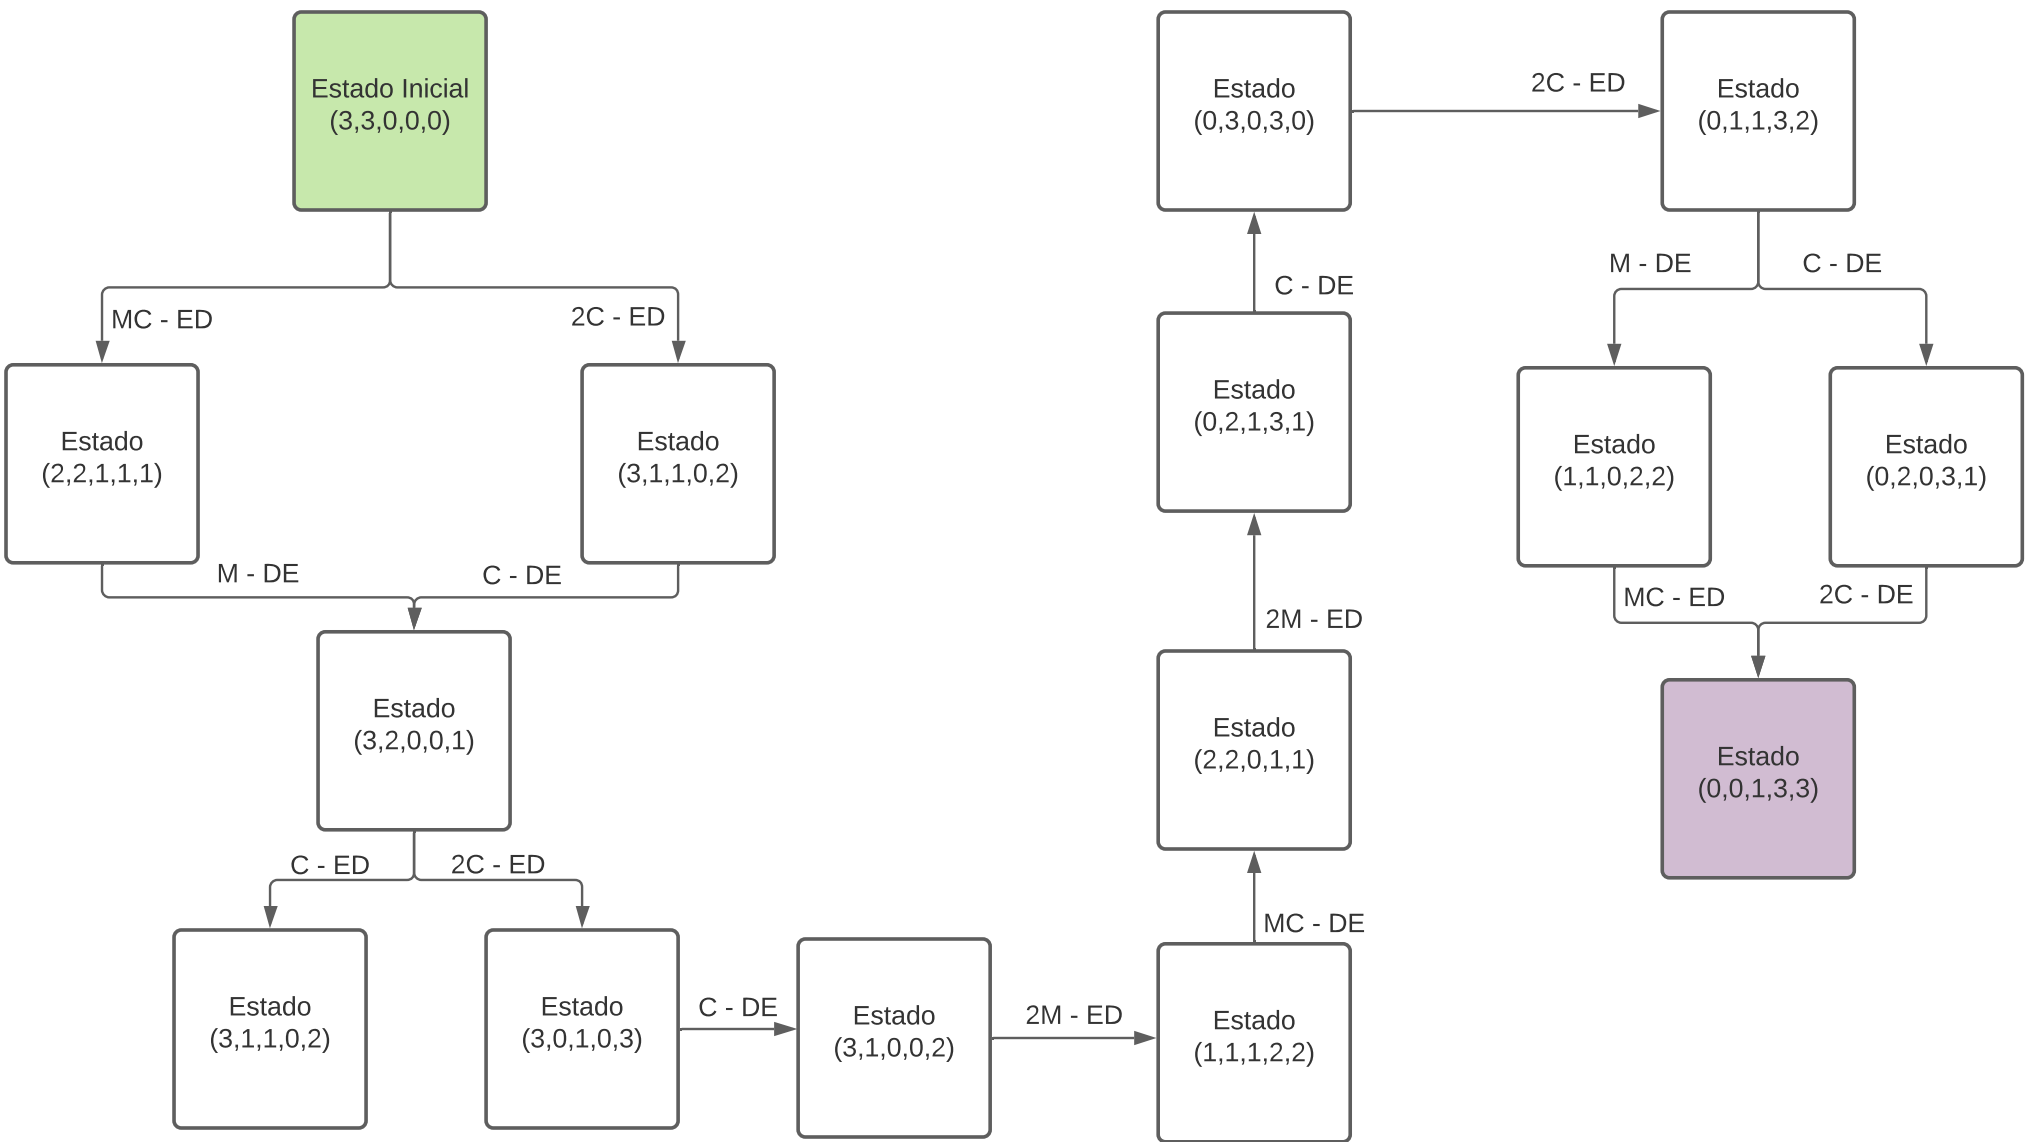 Estado Inicial
(3,3,0,0,0)
MC - ED
2C - ED
Estado
(2,2,1,1,1)
Estado
(3,1,1,0,2)
M - DE
C - DE
Estado
(3,2,0,0,1)
C - ED
2C - ED
Estado
(3,1,1,0,2)
Estado
(3,0,1,0,3)
C - DE
Estado
(3,1,0,0,2)
2M - ED
Estado
(1,1,1,2,2)
MC - DE
Estado
(2,2,0,1,1)
2M - ED
Estado
(0,2,1,3,1)
C - DE
Estado
(0,3,0,3,0)
2C - ED
Estado
(0,1,1,3,2)
M - DE
C - DE
Estado
(1,1,0,2,2)
Estado
(0,2,0,3,1)
MC - ED
2C - DE
Estado
(0,0,1,3,3)